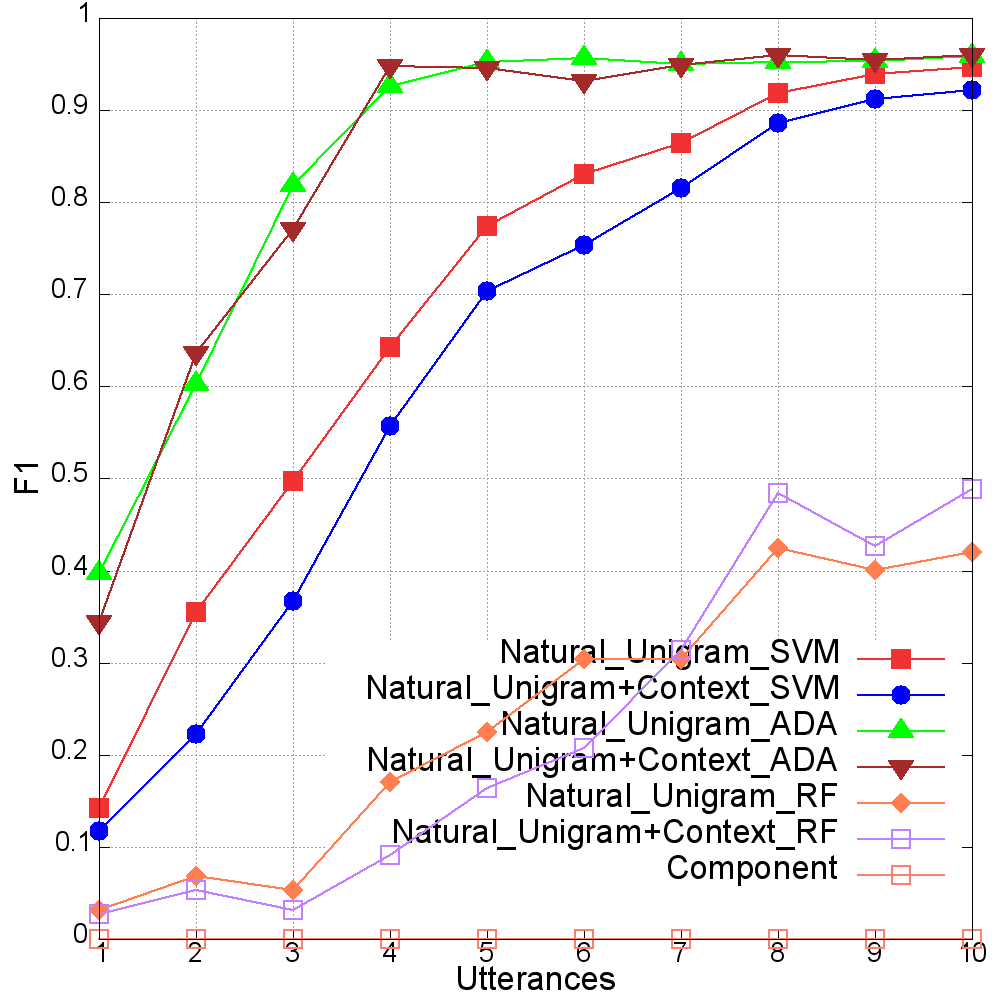 1
0.9
0.8
0.7
0.6
0.5
0.4
0.3
0.2
0.1
0
F1
Natural_Unigram_SVM
Natural_Unigram+Context_SVM
Natural_Unigram_ADA
Natural_Unigram+Context_ADA
Natural_Unigram_RF
Natural_Unigram+Context_RF
Component
1 2 3 4 5 6 7 8 9 10
Utterances